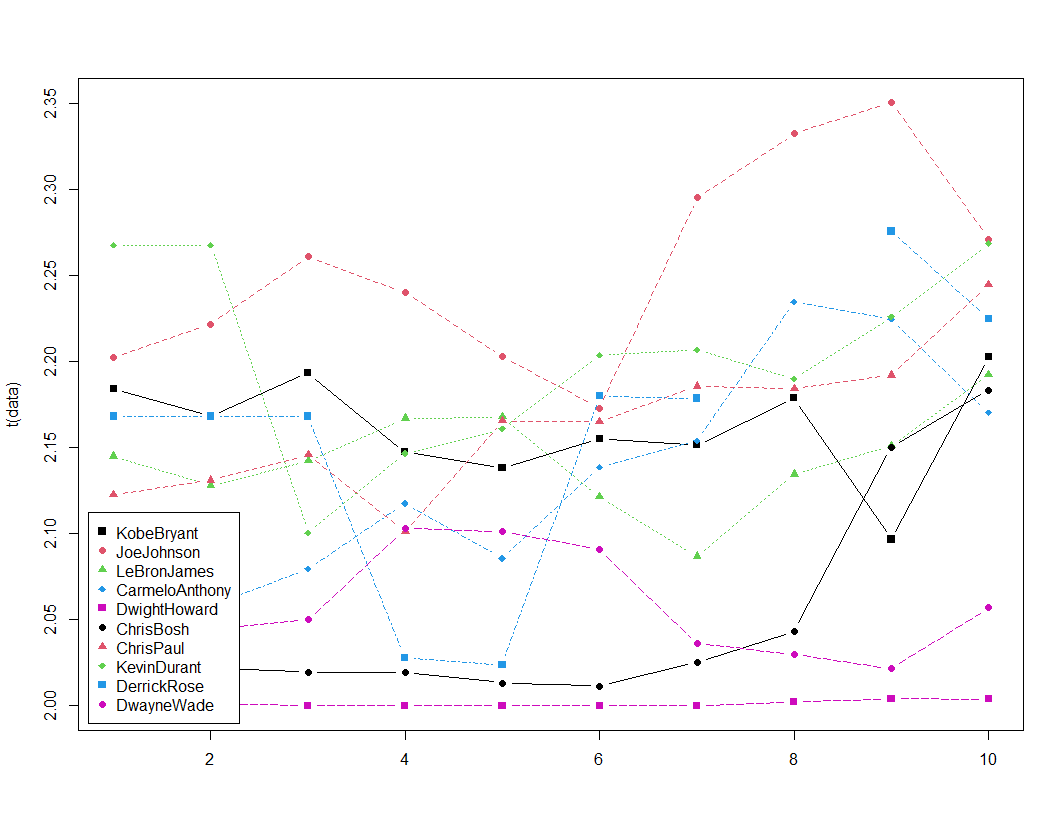 2.35
2.30
2.25
2.20
2.15
2.10
2.05
2.00
t(data)
KobeBryant
JoeJohnson
LeBronJames
CarmeloAnthony
DwightHoward
ChrisBosh
ChrisPaul
KevinDurant
DerrickRose
DwayneWade
2 4 6 8 10